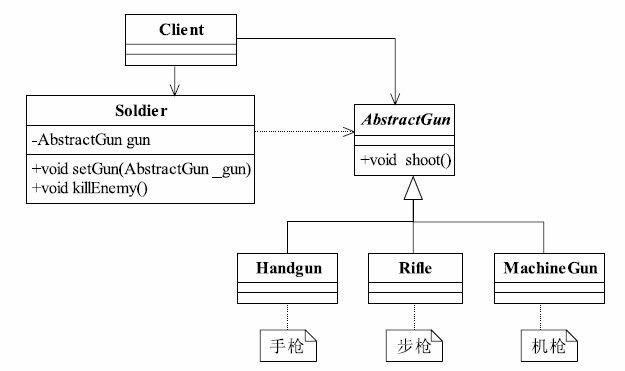 Client
Soldier
-AbstractGun gun
+void setGun(AbstractGun _gun)
+void killEnemy()
AbstractGun
+void shoot()
Handgun
Rifle
MachineGun
手枪
步枪
机枪